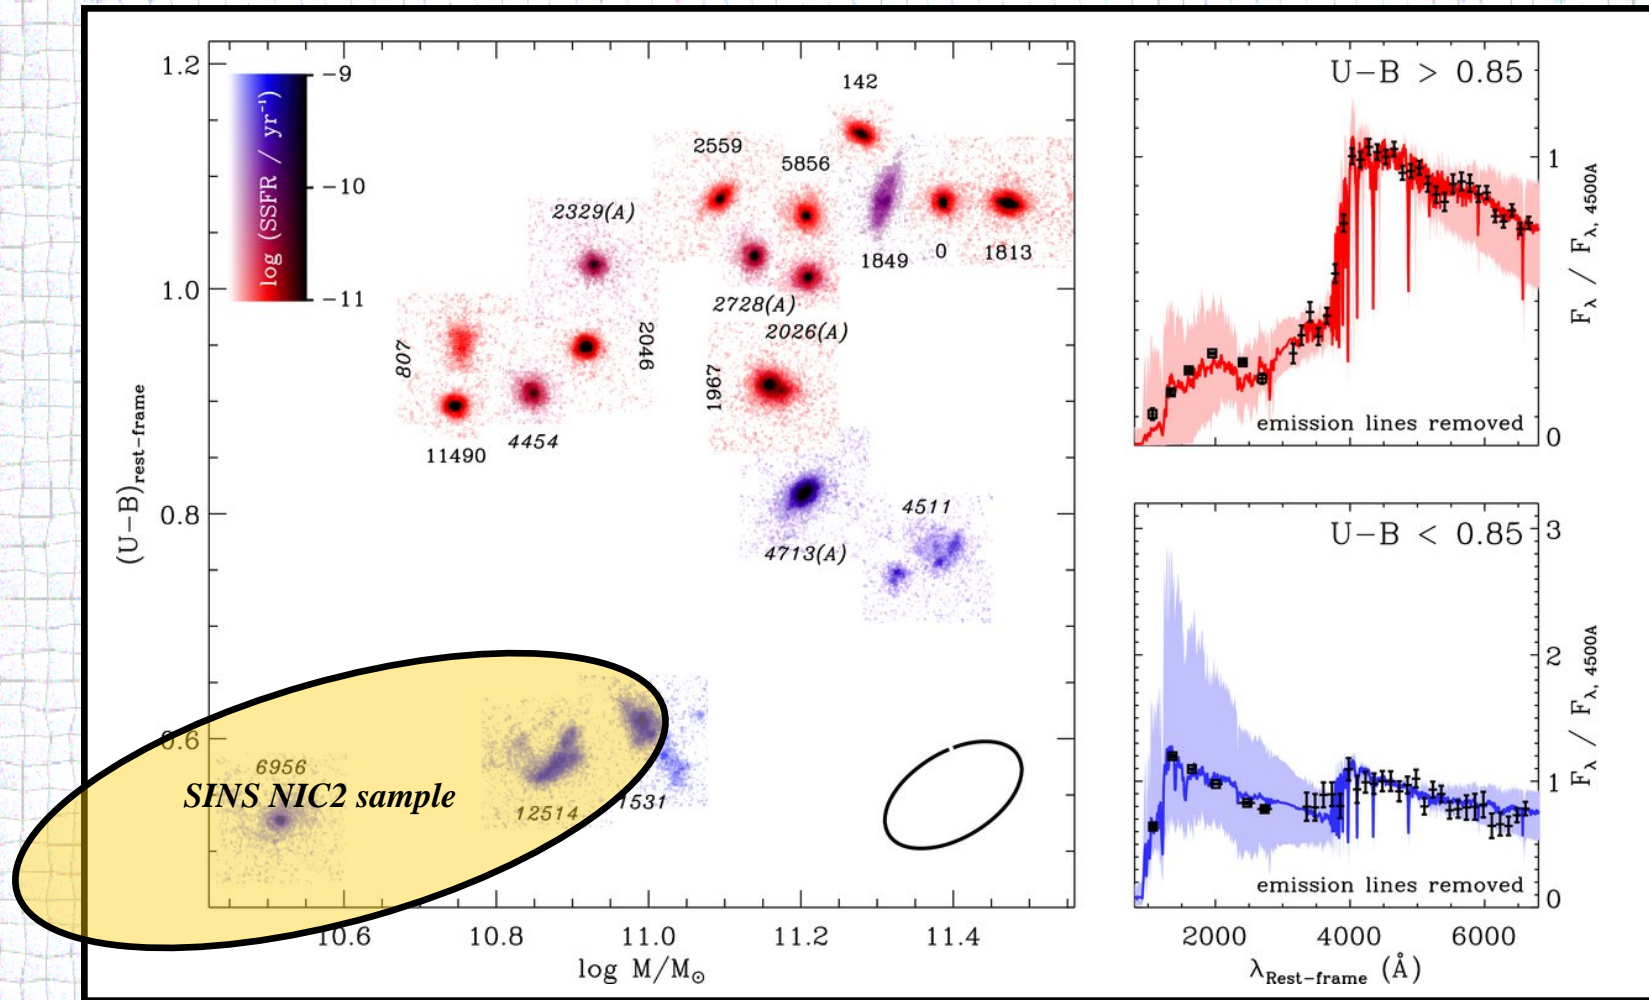 1.2
1.0
0.8
0.6
(U−B)rest−frame
−9
−10
−11
log (SSFR / yr⁻¹)
142
2559
5856
2329(A)
1849
0
1813
2728(A)
2026(A)
807
2046
1967
11490
4454
4511
4713(A)
6956
SINS NIC2 sample
12514
1531
10.6
10.8
11.0
11.2
11.4
log M/M⊙
U−B > 0.85
1
0
Fλ / Fλ, 4500A
emission lines removed
U−B < 0.85
3
2
1
0
Fλ / Fλ, 4500A
emission lines removed
2000
4000
6000
λRest−frame (Å)